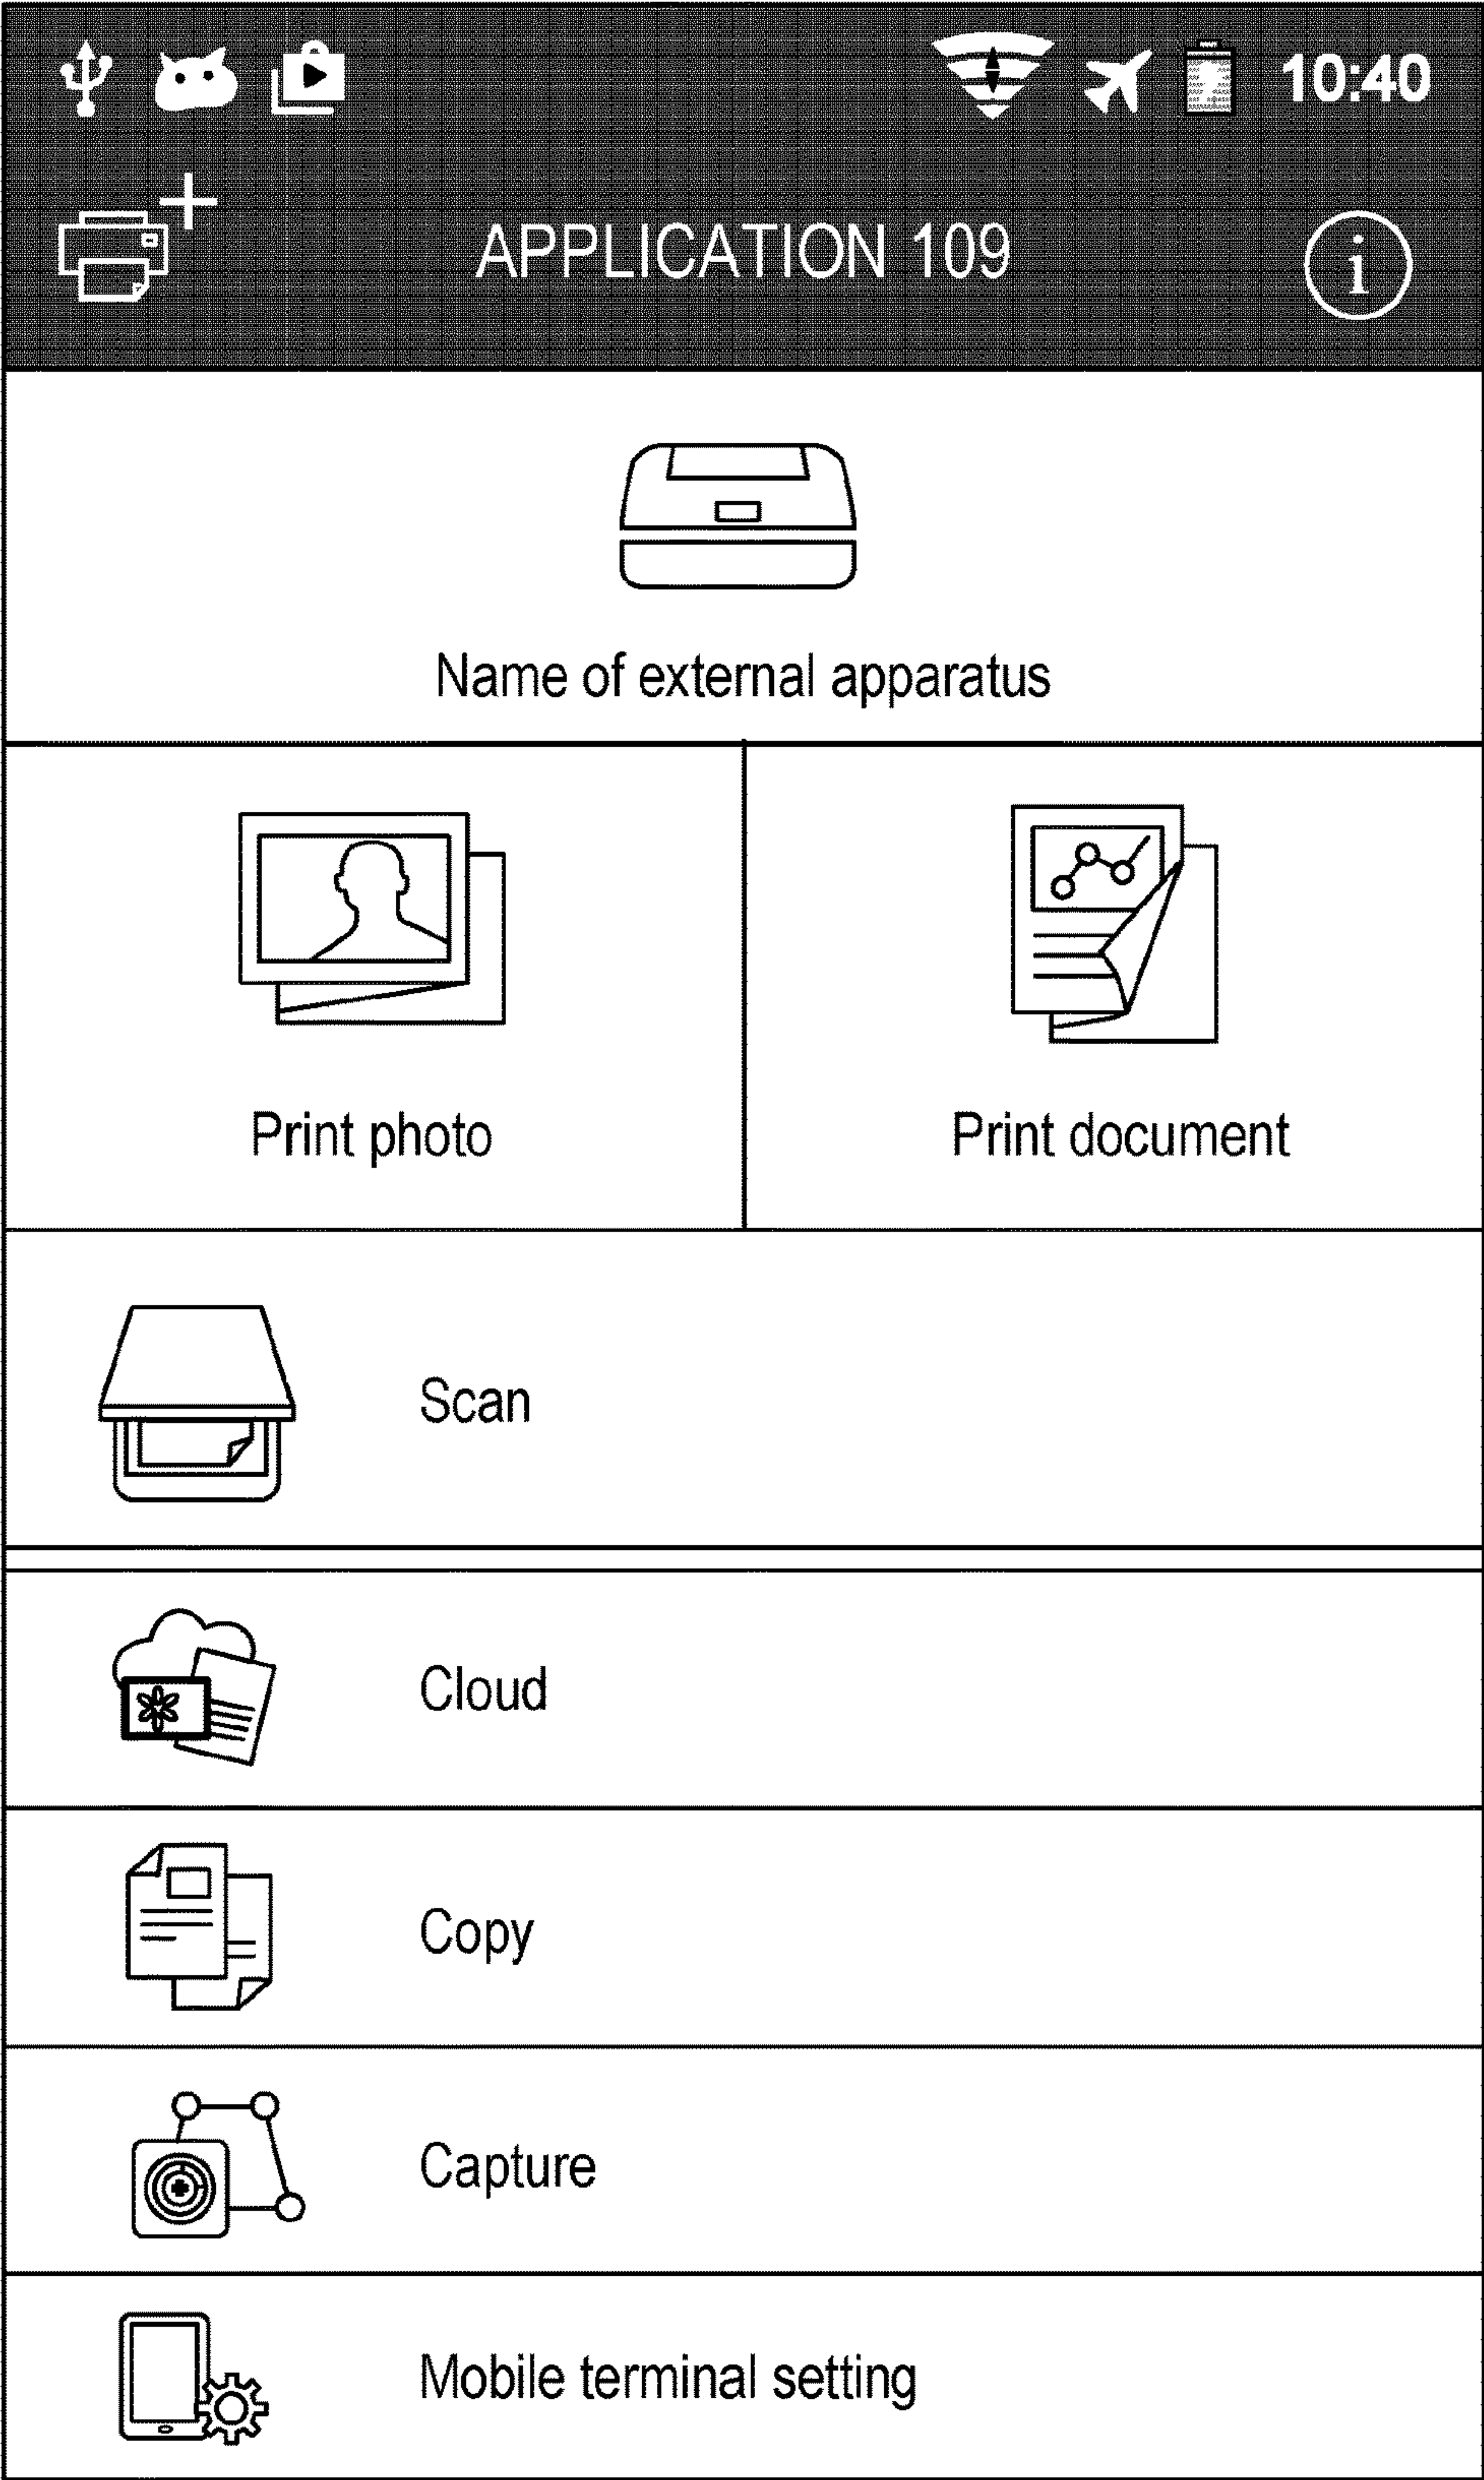 10:40
APPLICATION 109
i
Name of external apparatus
Print photo
Print document
Scan
Cloud
Copy
Capture
Mobile terminal setting